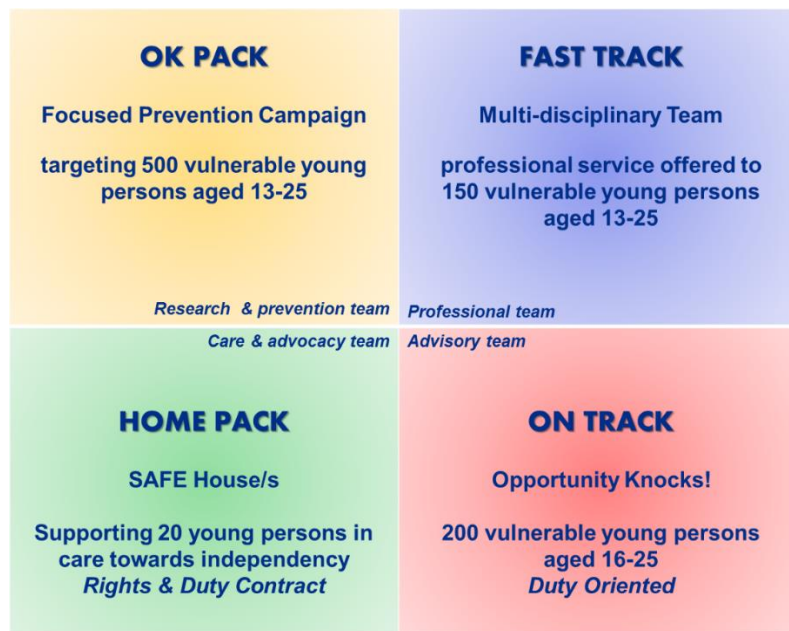 OK PACK
Focused Prevention Campaign
targeting 500 vulnerable young
persons aged 13-25
Research & prevention team
FAST TRACK
Multi-disciplinary Team
professional service offered to
150 vulnerable young persons
aged 13-25
Professional team
Care & advocacy team
HOME PACK
SAFE House/s
Supporting 20 young persons in
care towards independency
Rights & Duty Contract
Advisory team
ON TRACK
Opportunity Knocks!
200 vulnerable young persons
aged 16-25
Duty Oriented